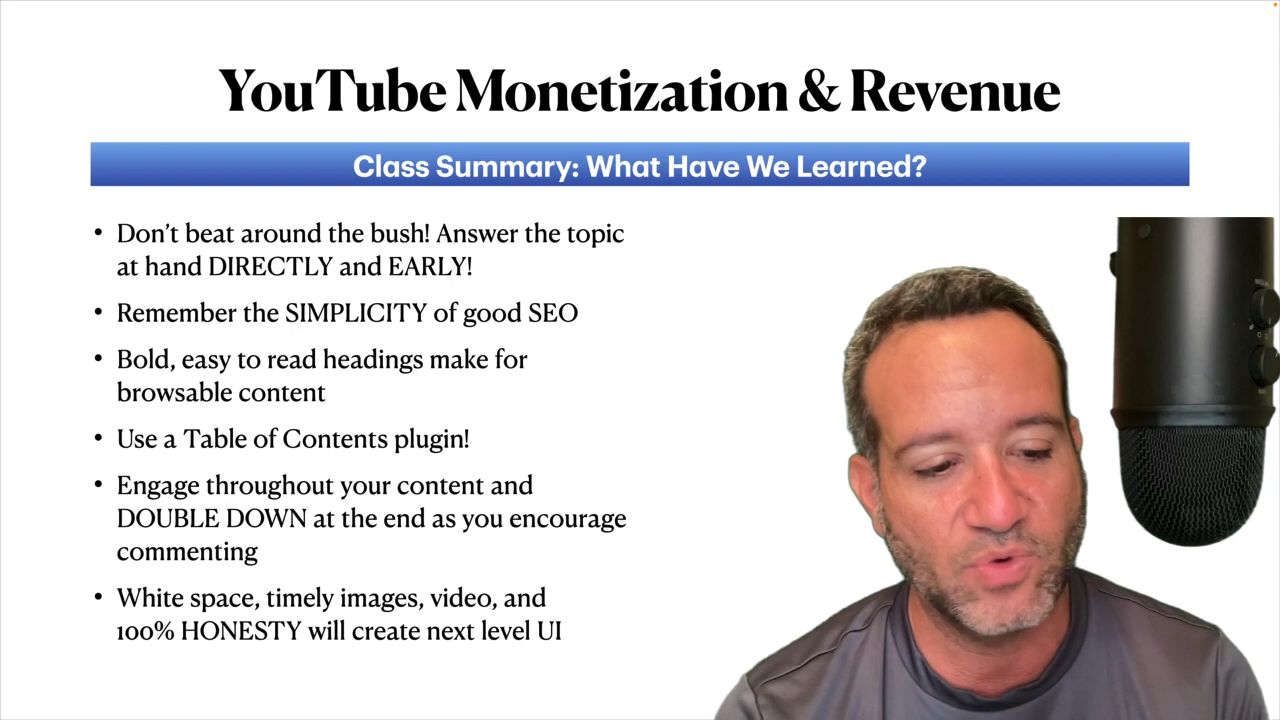 YouTube Monetization & Revenue
Class Summary: What Have We Learned?
• Don’t beat around the bush! Answer the topic
at hand DIRECTLY and EARLY!
• Remember the SIMPLICITY of good SEO
• Bold, easy to read headings make for
browsable content
• Use a Table of Contents plugin!
• Engage throughout your content and
DOUBLE DOWN at the end as you encourage
commenting
• White space, timely images, video, and
100% HONESTY will create next level UI